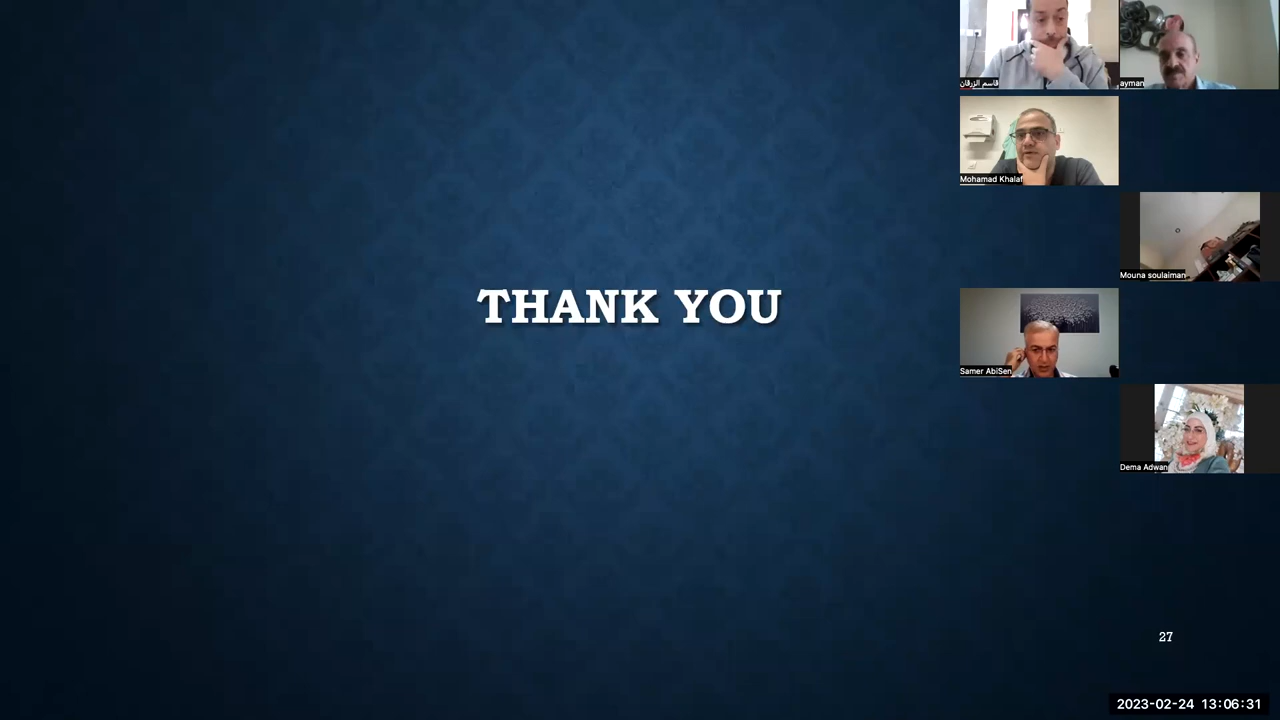 قاسم الزرقان
ayman
Mohamad Khalaf
Mouna soulaiman
THANK YOU
Samer AbiSen
Dema Adwan
27
2023-02-24 13:06:31